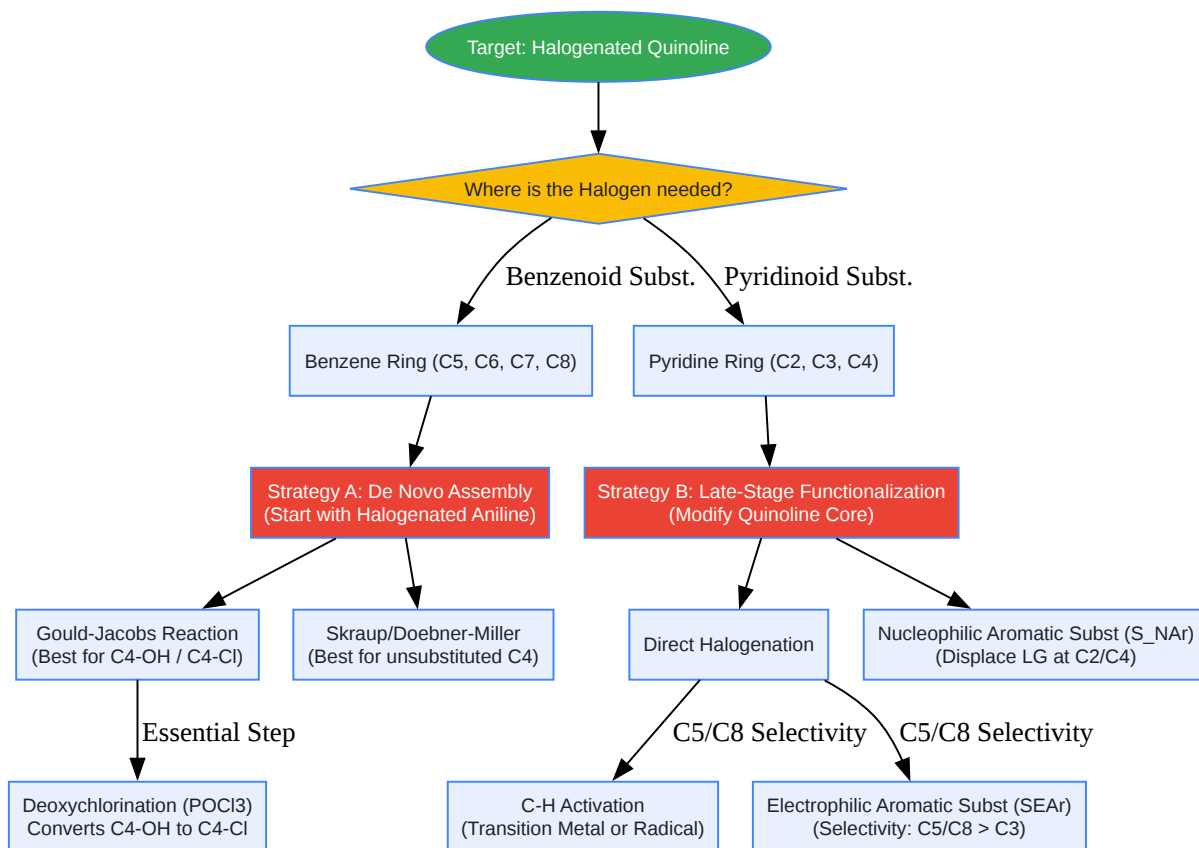 Target: Halogenated Quinoline
Where is the Halogen needed?
Benzenoid Subst.
Pyridinoid Subst.
Benzene Ring (C5, C6, C7, C8)
Pyridine Ring (C2, C3, C4)
Strategy A: De Novo Assembly
(Start with Halogenated Aniline)
Strategy B: Late-Stage Functionalization
(Modify Quinoline Core)
Gould-Jacobs Reaction
(Best for C4-OH / C4-Cl)
Skraup/Doebner-Miller
(Best for unsubstituted C4)
Direct Halogenation
Nucleophilic Aromatic Subst (S_NAr)
(Displace LG at C2/C4)
Essential Step
C5/C8 Selectivity
C5/C8 Selectivity
Deoxychlorination (POCl3)
Converts C4-OH to C4-Cl
C-H Activation
(Transition Metal or Radical)
Electrophilic Aromatic Subst (SEAr)
(Selectivity: C5/C8 > C3)